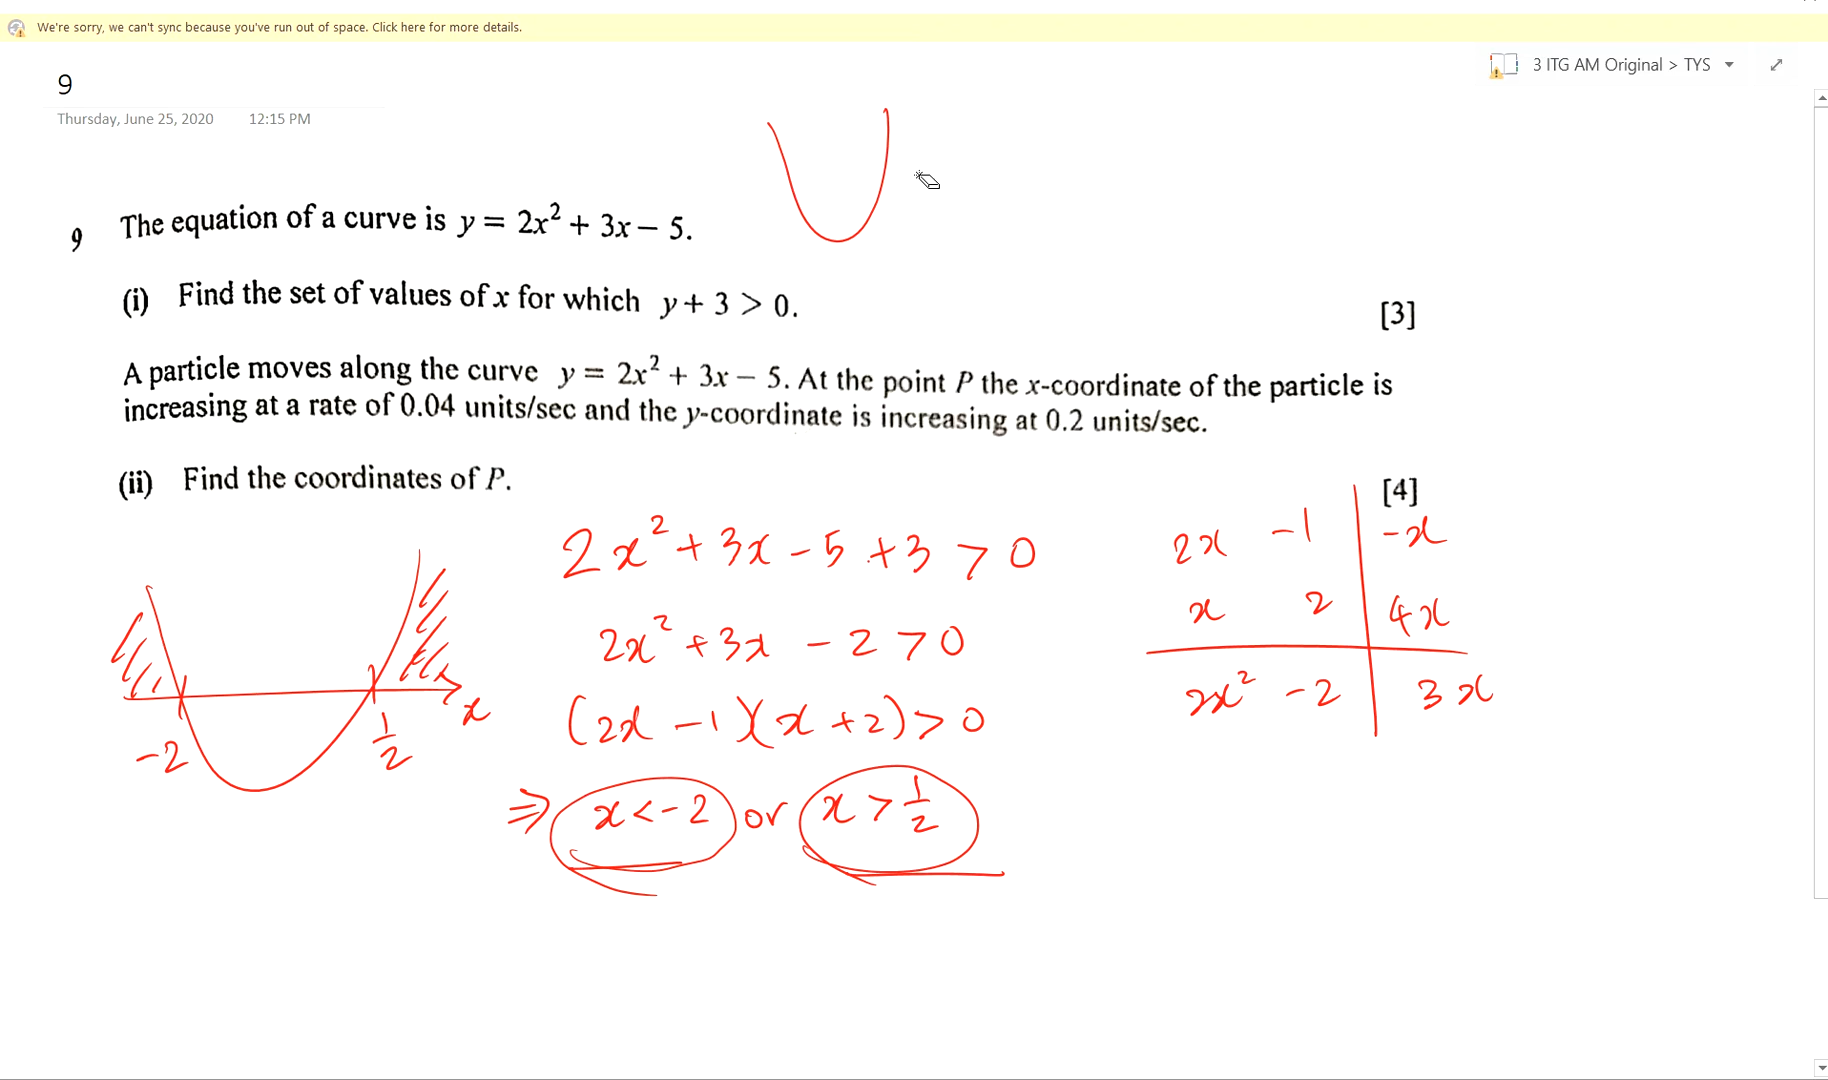 We're sorry, we can't sync because you've run out of space. Click here for more details.
3 ITG AM Original > TYS
9
Thursday, June 25, 2020 12:15 PM
9 The equation of a curve is y = 2x² + 3x − 5.
(i) Find the set of values of x for which y + 3 > 0.
[3]
A particle moves along the curve y = 2x² + 3x − 5. At the point P the x-coordinate of the particle is
increasing at a rate of 0.04 units/sec and the y-coordinate is increasing at 0.2 units/sec.
(ii) Find the coordinates of P.
[4]
2x² + 3x − 5 + 3 > 0
2x² + 3x − 2 > 0
(2x − 1)(x + 2) > 0
⇒ x < −2 or x > 1/2
−2 1/2 x
2x −1 −x
x 2 4x
2x² −2 3x